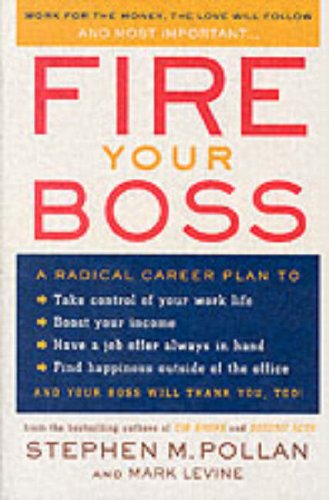 WORK FOR THE MONEY, THE LOVE WILL FOLLOW
AND MOST IMPORTANT...
FIRE
YOUR
BOSS
A RADICAL CAREER PLAN TO
Take control of your work life
Boost your income
Have a job offer always in hand
Find happiness outside of the office
AND YOUR BOSS WILL THANK YOU, TOO!
from the bestselling authors of DIE BROKE and SECOND ACTS
STEPHEN M. POLLAN
AND MARK LEVINE